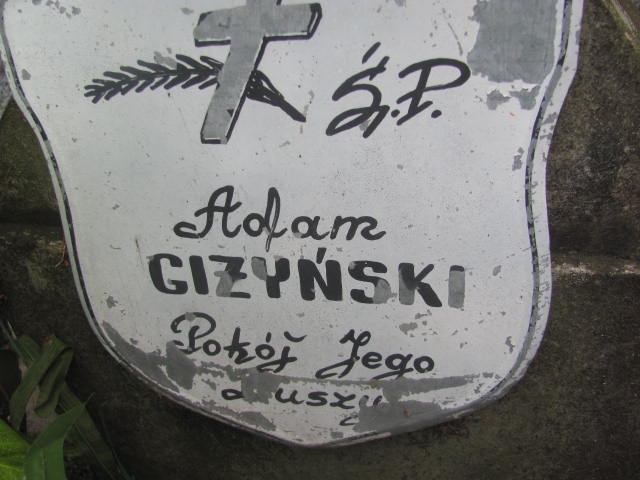 Ś.P.
Adam
GIZYŃSKI
Pokój Jego
duszy